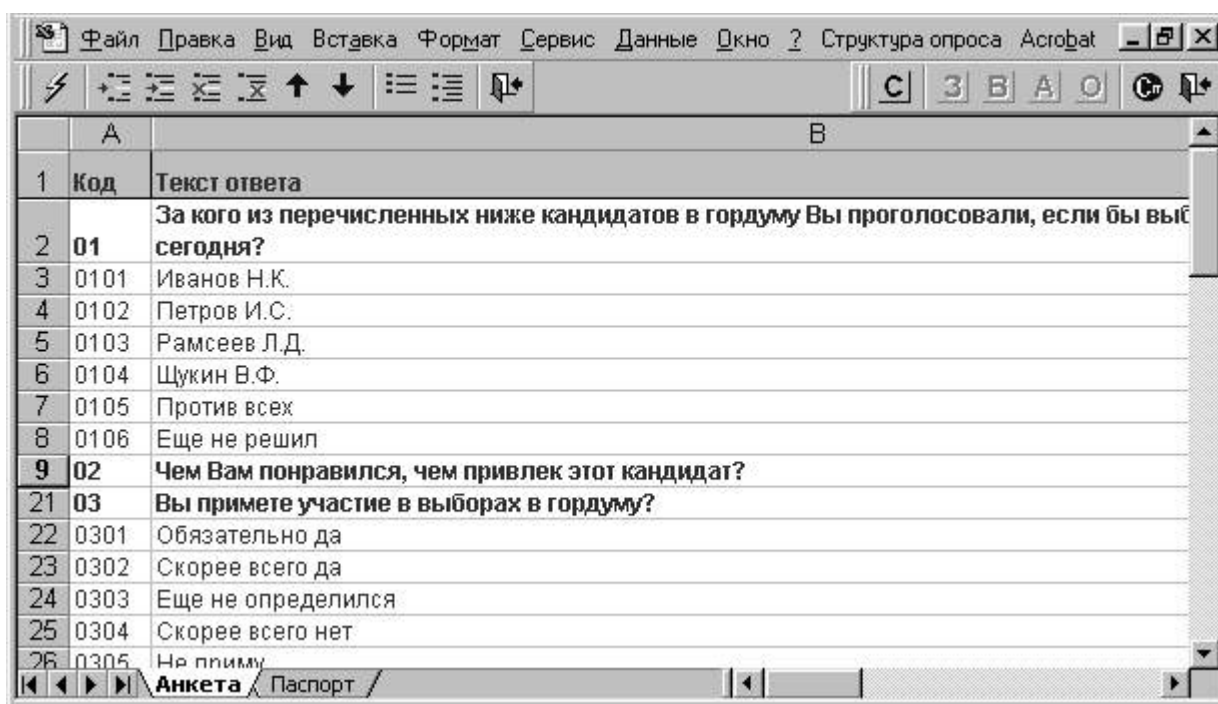 Файл Правка Вид Вставка Формат Сервис Данные Окно ? Структура опроса Acrobat
С З В А О
A B
1 Код Текст ответа
За кого из перечисленных ниже кандидатов в гордуму Вы проголосовали, если бы выб
2 01 сегодня?
3 0101 Иванов Н.К.
4 0102 Петров И.С.
5 0103 Рамсеев Л.Д.
6 0104 Щукин В.Ф.
7 0105 Против всех
8 0106 Еще не решил
9 02 Чем Вам понравился, чем привлек этот кандидат?
21 03 Вы примете участие в выборах в гордуму?
22 0301 Обязательно да
23 0302 Скорее всего да
24 0303 Еще не определился
25 0304 Скорее всего нет
26 0305 Не приму
Анкета Паспорт